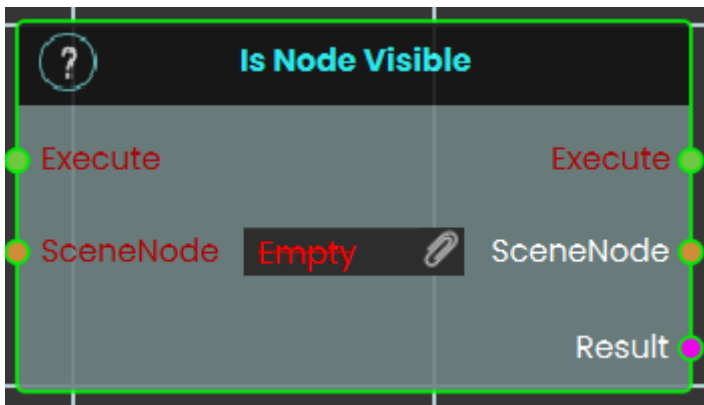 ? Is Node Visible
Execute Execute
SceneNode Empty SceneNode
Result